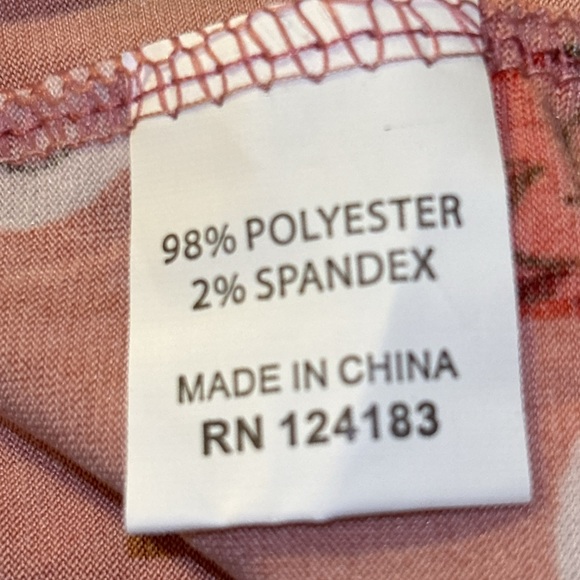 98% POLYESTER
2% SPANDEX
MADE IN CHINA
RN 124183